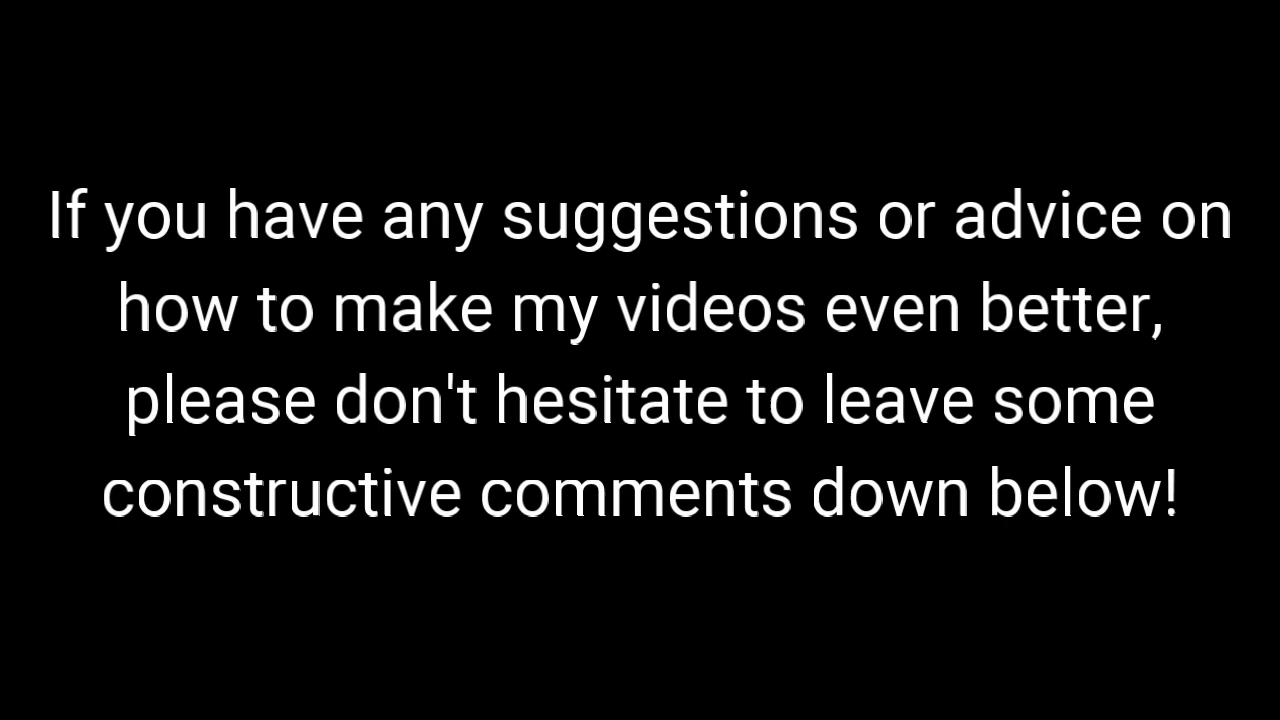 If you have any suggestions or advice on
how to make my videos even better,
please don't hesitate to leave some
constructive comments down below!